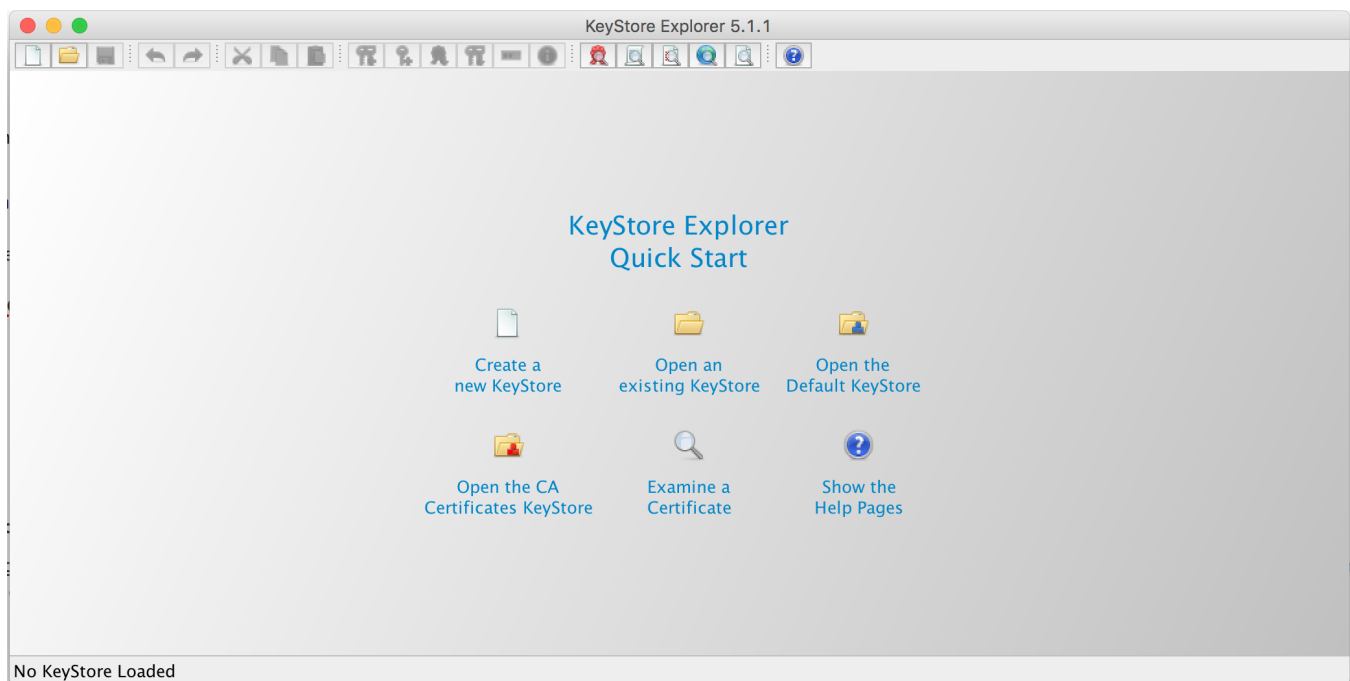 KeyStore Explorer 5.1.1
KeyStore Explorer
Quick Start
Create a
new KeyStore
Open an
existing KeyStore
Open the
Default KeyStore
Open the CA
Certificates KeyStore
Examine a
Certificate
Show the
Help Pages
No KeyStore Loaded